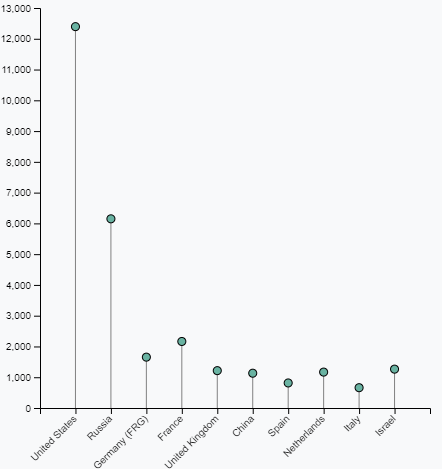 13,000
12,000
11,000
10,000
9,000
8,000
7,000
6,000
5,000
4,000
3,000
2,000
1,000
0
United States
Russia
Germany (FRG)
France
United Kingdom
China
Spain
Netherlands
Italy
Israel